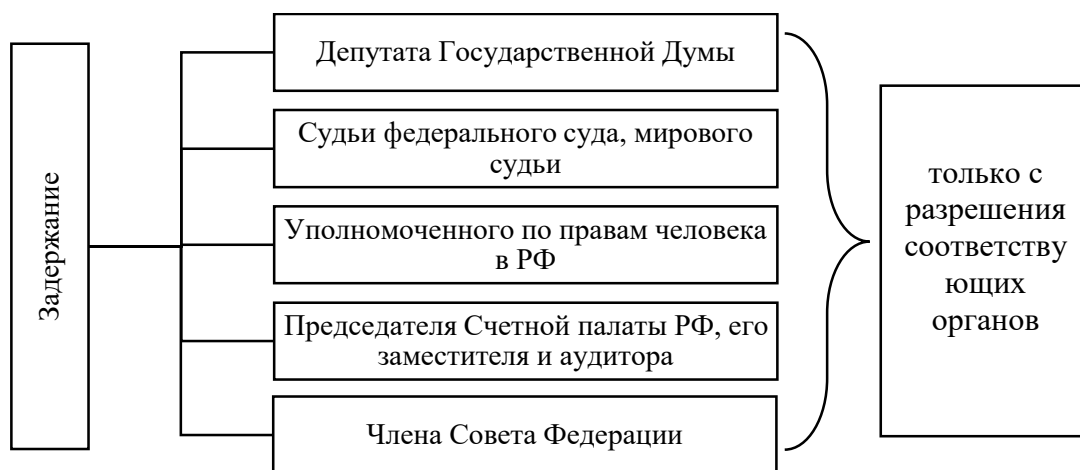 Задержание
Депутата Государственной Думы
Судьи федерального суда, мирового
судьи
Уполномоченного по правам человека
в РФ
Председателя Счетной палаты РФ, его
заместителя и аудитора
Члена Совета Федерации
только с
разрешения
соответству
ющих
органов